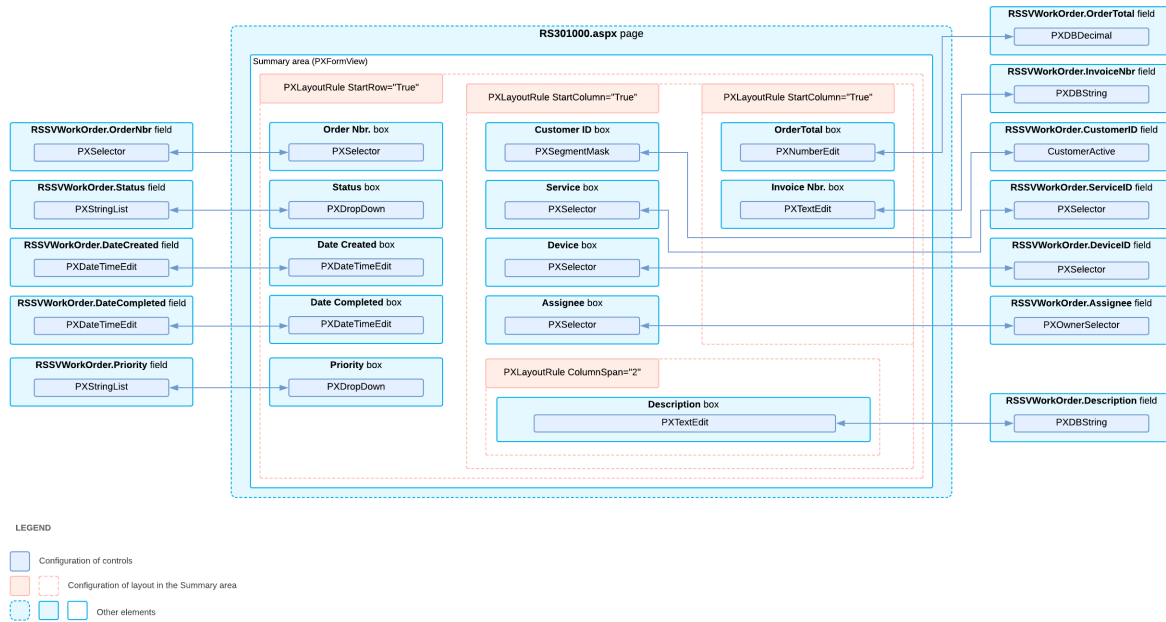 RS301000.aspx page
Summary area (PXFormView)
PXLayoutRule StartRow="True"
PXLayoutRule StartColumn="True"
PXLayoutRule StartColumn="True"
RSSVWorkOrder.OrderNbr field
PXSelector
RSSVWorkOrder.Status field
PXStringList
RSSVWorkOrder.DateCreated field
PXDateTimeEdit
RSSVWorkOrder.DateCompleted field
PXDateTimeEdit
RSSVWorkOrder.Priority field
PXStringList
Order Nbr. box
PXSelector
Status box
PXDropDown
Date Created box
PXDateTimeEdit
Date Completed box
PXDateTimeEdit
Priority box
PXDropDown
Customer ID box
PXSegmentMask
Service box
PXSelector
Device box
PXSelector
Assignee box
PXSelector
OrderTotal box
PXNumberEdit
Invoice Nbr. box
PXTextEdit
PXLayoutRule ColumnSpan="2"
Description box
PXTextEdit
RSSVWorkOrder.OrderTotal field
PXDBDecimal
RSSVWorkOrder.InvoiceNbr field
PXDBString
RSSVWorkOrder.CustomerID field
CustomerActive
RSSVWorkOrder.ServiceID field
PXSelector
RSSVWorkOrder.DeviceID field
PXSelector
RSSVWorkOrder.Assignee field
PXOwnerSelector
RSSVWorkOrder.Description field
PXDBString
LEGEND
Configuration of controls
Configuration of layout in the Summary area
Other elements